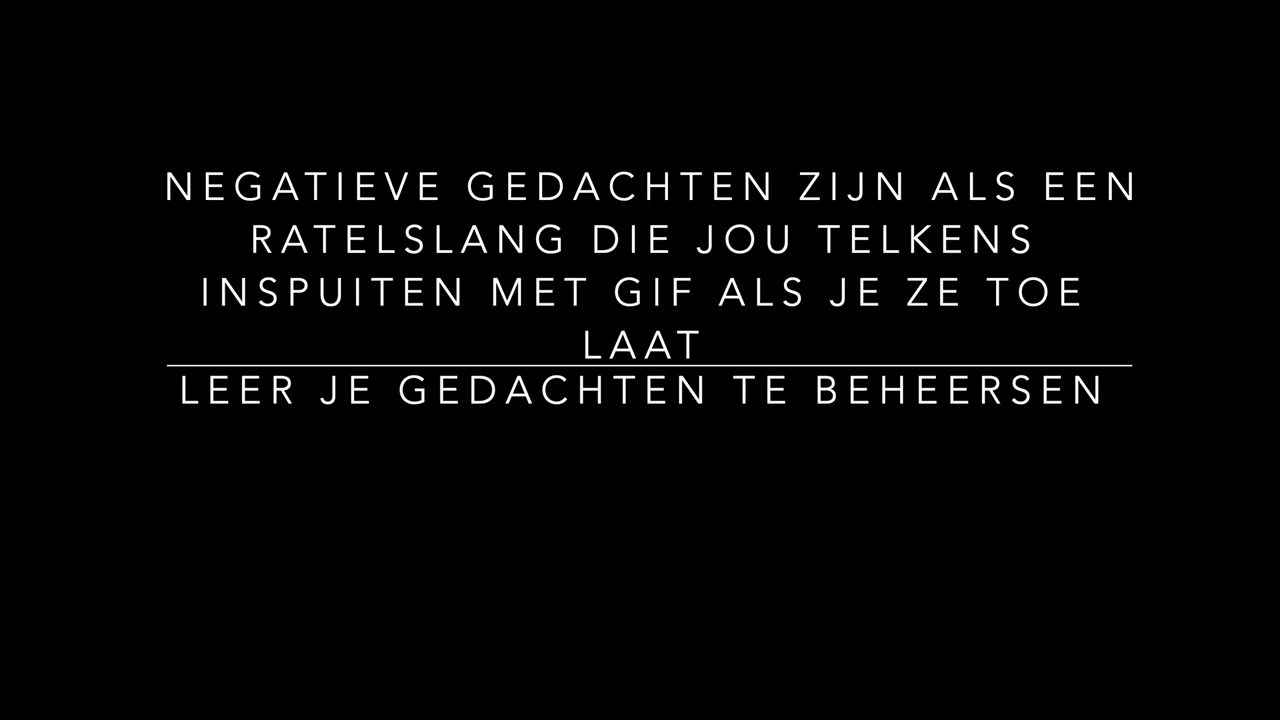 NEGATIEVE GEDACHTEN ZIJN ALS EEN
RATELSLANG DIE JOU TELKENS
INSPUITEN MET GIF ALS JE ZE TOE
LAAT
LEER JE GEDACHTEN TE BEHEERSEN